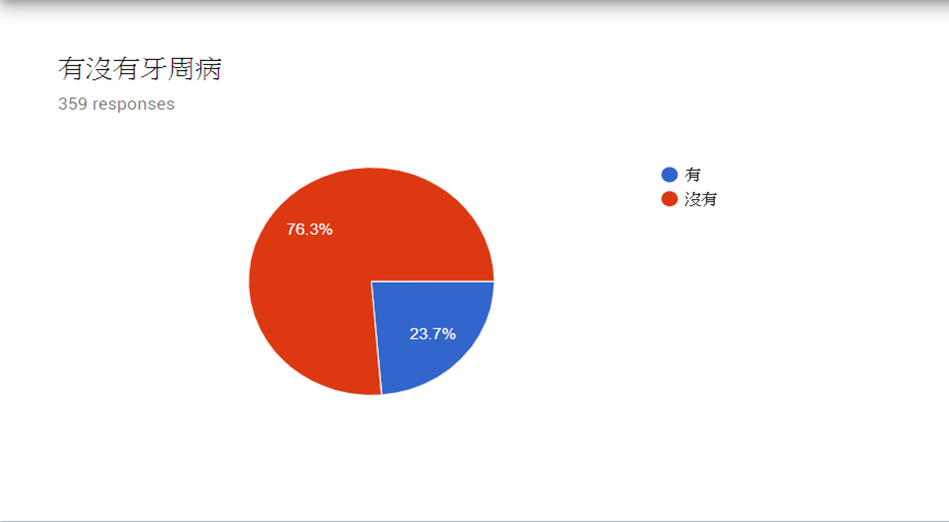 有沒有牙周病
359 responses
有
沒有
76.3%
23.7%